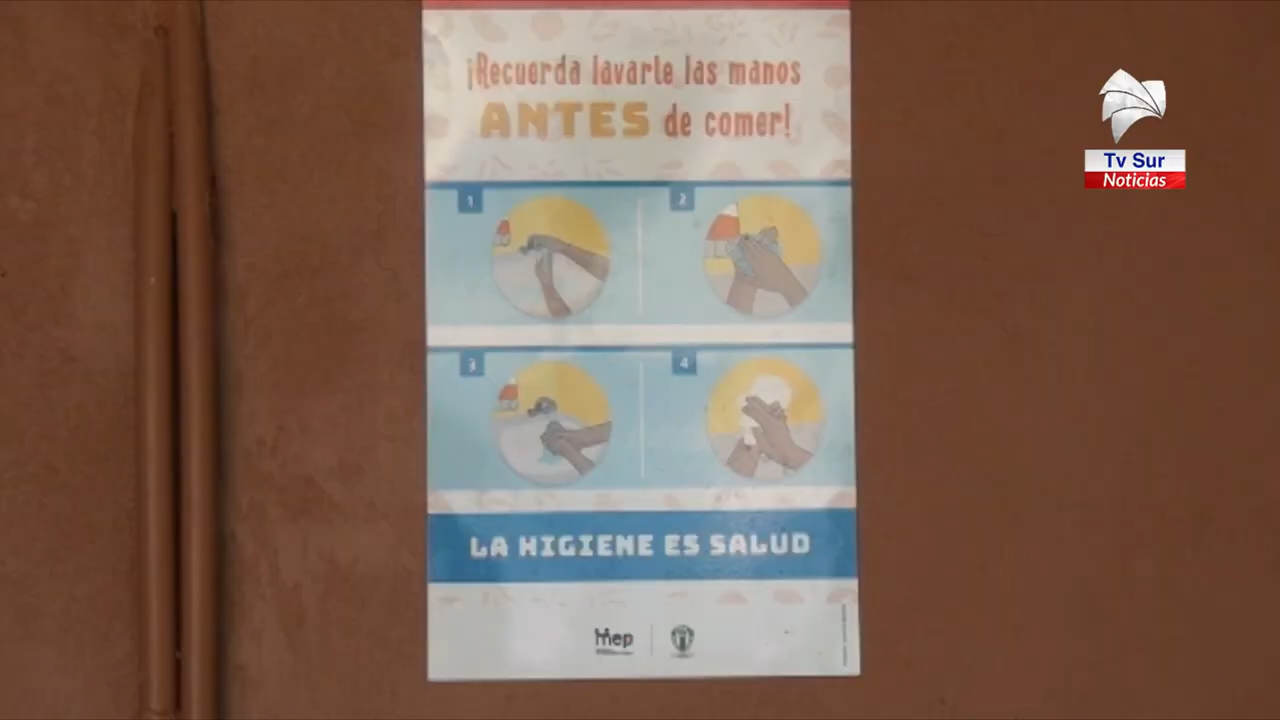 ¡Recuerda lavarte las manos
ANTES de comer!
1
2
3
4
LA HIGIENE ES SALUD
mep
Tv Sur
Noticias